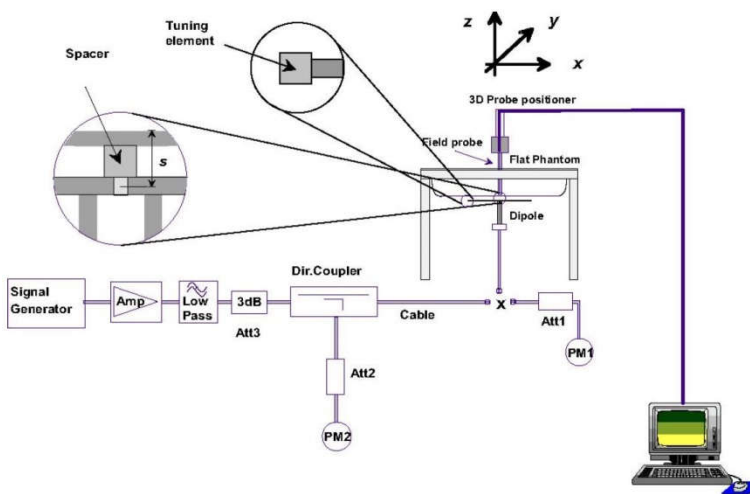 Tuning
element
Spacer
s
z
y
x
3D Probe positioner
Field probe
Flat Phantom
Dipole
Signal
Generator
Amp
Low
Pass
3dB
Att3
Dir.Coupler
Cable
x
Att1
PM1
Att2
PM2